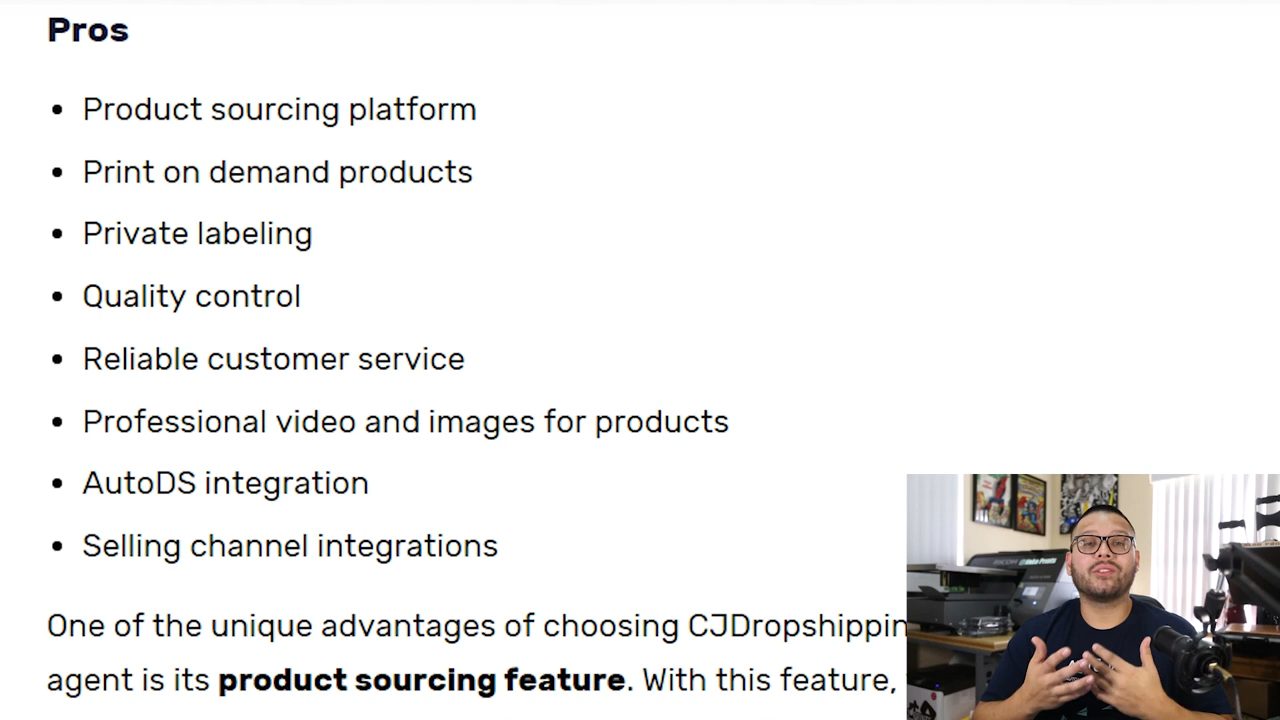 Pros
• Product sourcing platform
• Print on demand products
• Private labeling
• Quality control
• Reliable customer service
• Professional video and images for products
• AutoDS integration
• Selling channel integrations
One of the unique advantages of choosing CJDropshippin
agent is its product sourcing feature. With this feature,
RICOH